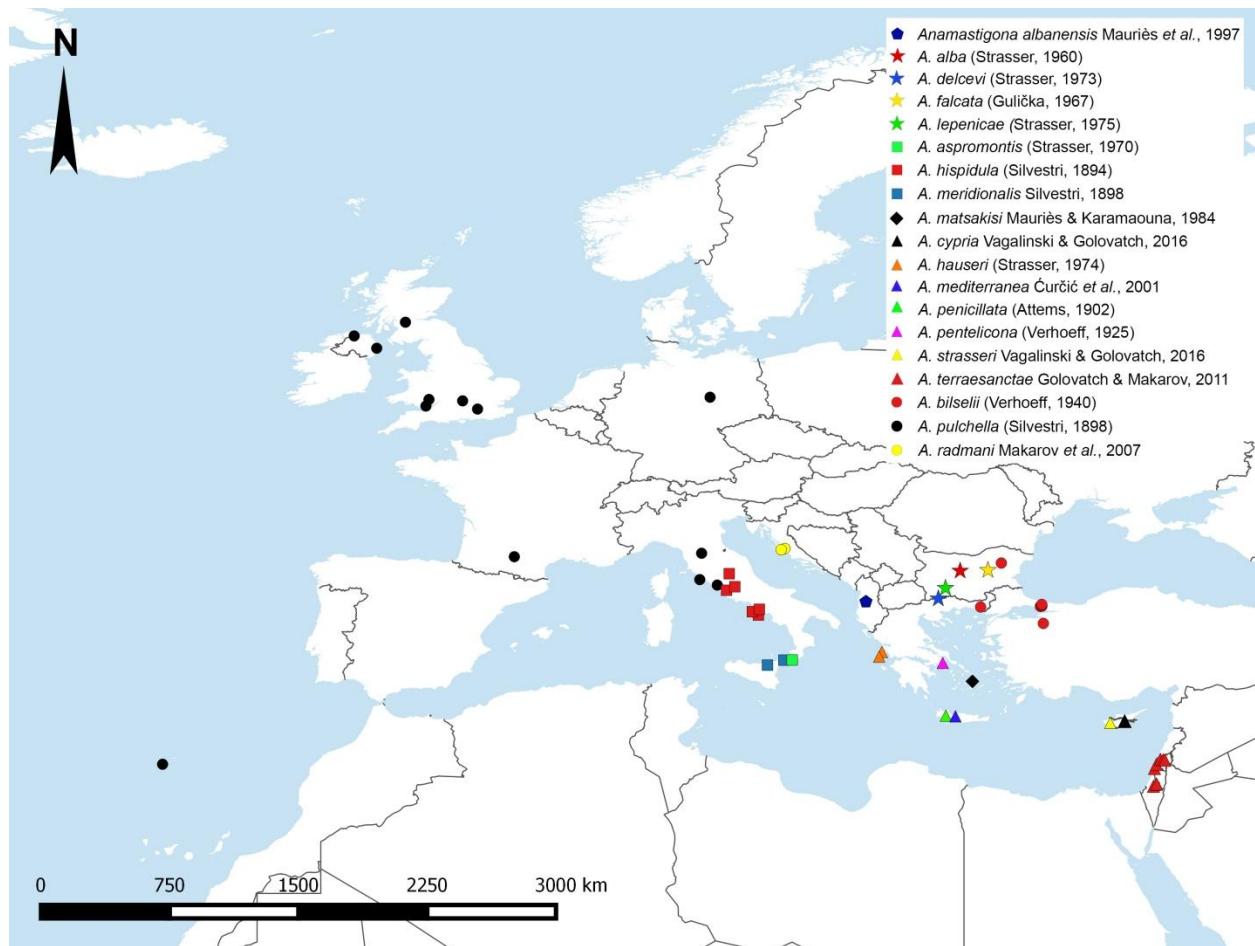 N
Anamastigona albanensis Mauriès et al., 1997
A. alba (Strasser, 1960)
A. delcevi (Strasser, 1973)
A. falcata (Gulička, 1967)
A. lepenicae (Strasser, 1975)
A. aspromontis (Strasser, 1970)
A. hispidula (Silvestri, 1894)
A. meridionalis Silvestri, 1898
A. matsakisi Mauriès & Karamaouna, 1984
A. cypria Vagalinski & Golovatch, 2016
A. hauseri (Strasser, 1974)
A. mediterranea Ćurčić et al., 2001
A. penicillata (Attems, 1902)
A. pentelicona (Verhoeff, 1925)
A. strasseri Vagalinski & Golovatch, 2016
A. terraesanctae Golovatch & Makarov, 2011
A. bilselii (Verhoeff, 1940)
A. pulchella (Silvestri, 1898)
A. radmani Makarov et al., 2007
0 750 1500 2250 3000 km